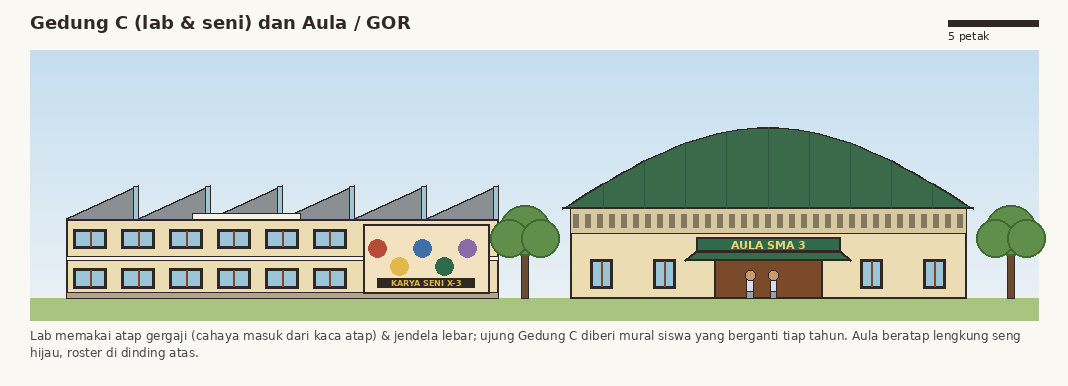 Gedung C (lab & seni) dan Aula / GOR
5 petak
AULA SMA 3
KARYA SENI X-3
Lab memakai atap gergaji (cahaya masuk dari kaca atap) & jendela lebar; ujung Gedung C diberi mural siswa yang berganti tiap tahun. Aula beratap lengkung seng
hijau, roster di dinding atas.